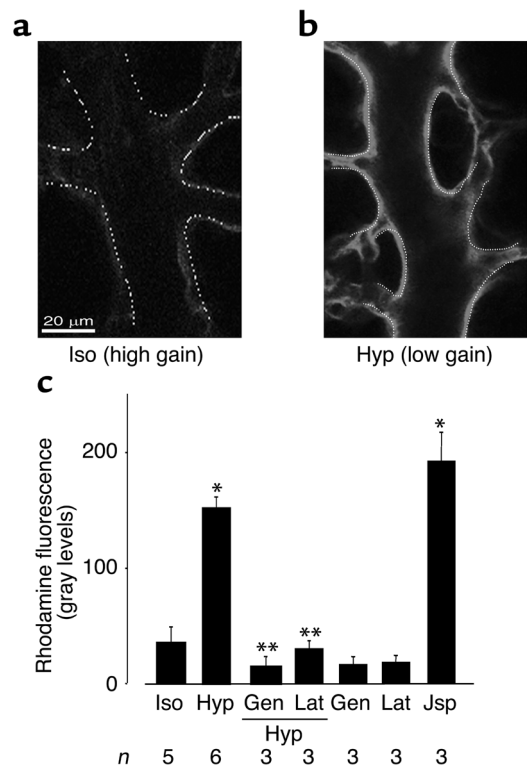 a
b
20 μm
Iso (high gain)
Hyp (low gain)
c
Rhodamine fluorescence
(gray levels)
200
100
0
*
*
**
**
Iso Hyp Gen Lat Gen Lat Jsp
Hyp
n 5 6 3 3 3 3 3